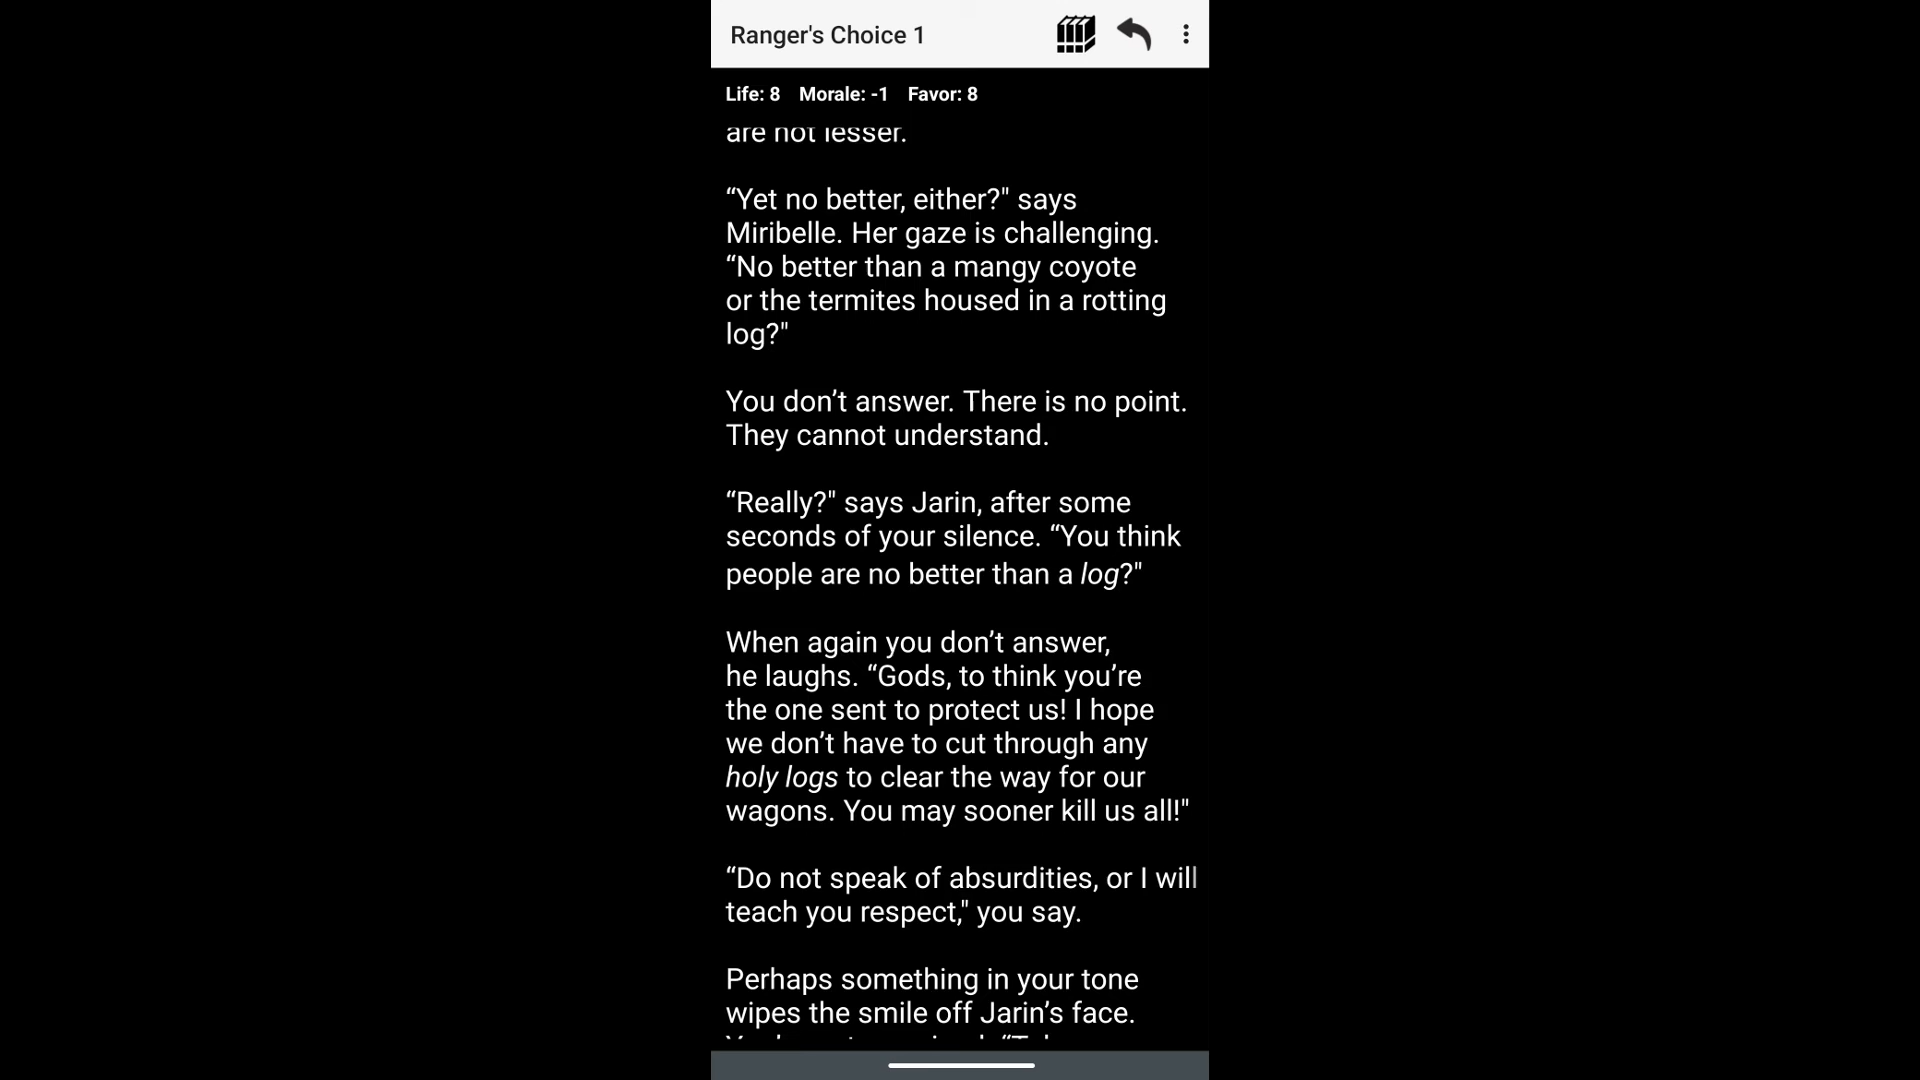 Ranger's Choice 1
Life: 8 Morale: -1 Favor: 8
are not lesser.
“Yet no better, either?" says
Miribelle. Her gaze is challenging.
“No better than a mangy coyote
or the termites housed in a rotting
log?"
You don’t answer. There is no point.
They cannot understand.
“Really?" says Jarin, after some
seconds of your silence. “You think
people are no better than a log?"
When again you don’t answer,
he laughs. “Gods, to think you’re
the one sent to protect us! I hope
we don’t have to cut through any
holy logs to clear the way for our
wagons. You may sooner kill us all!"
“Do not speak of absurdities, or I will
teach you respect," you say.
Perhaps something in your tone
wipes the smile off Jarin’s face.